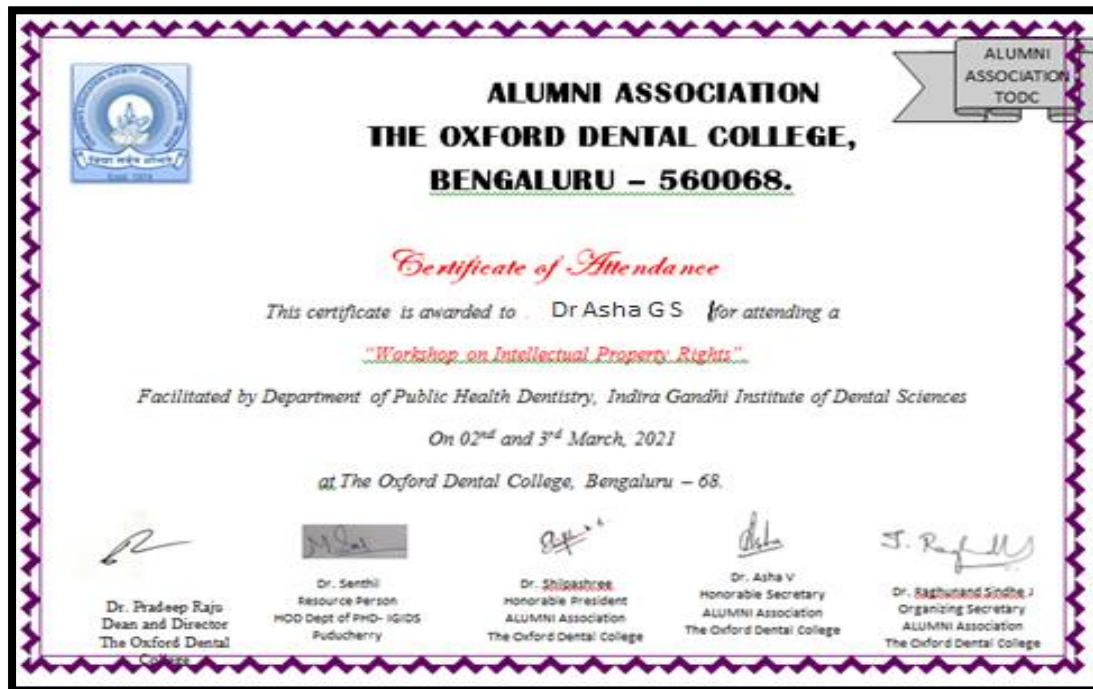 ALUMNI
ASSOCIATION
TODC
ALUMNI ASSOCIATION
THE OXFORD DENTAL COLLEGE,
BENGALURU – 560068.
Certificate of Attendance
This certificate is awarded to Dr Asha G S for attending a
“Workshop on Intellectual Property Rights”.
Facilitated by Department of Public Health Dentistry, Indira Gandhi Institute of Dental Sciences
On 02nd and 3rd March, 2021
at The Oxford Dental College, Bengaluru – 68.
Dr. Pradeep Raju
Dean and Director
The Oxford Dental
College
Dr. Senthil
Resource Person
HOD Dept of PHD- IGIDS
Puducherry
Dr. Shilpashree
Honorable President
ALUMNI Association
The Oxford Dental College
Asha
Dr. Asha V
Honorable Secretary
ALUMNI Association
The Oxford Dental College
Dr. Raghunand Sindhe J
Organizing Secretary
ALUMNI Association
The Oxford Dental College